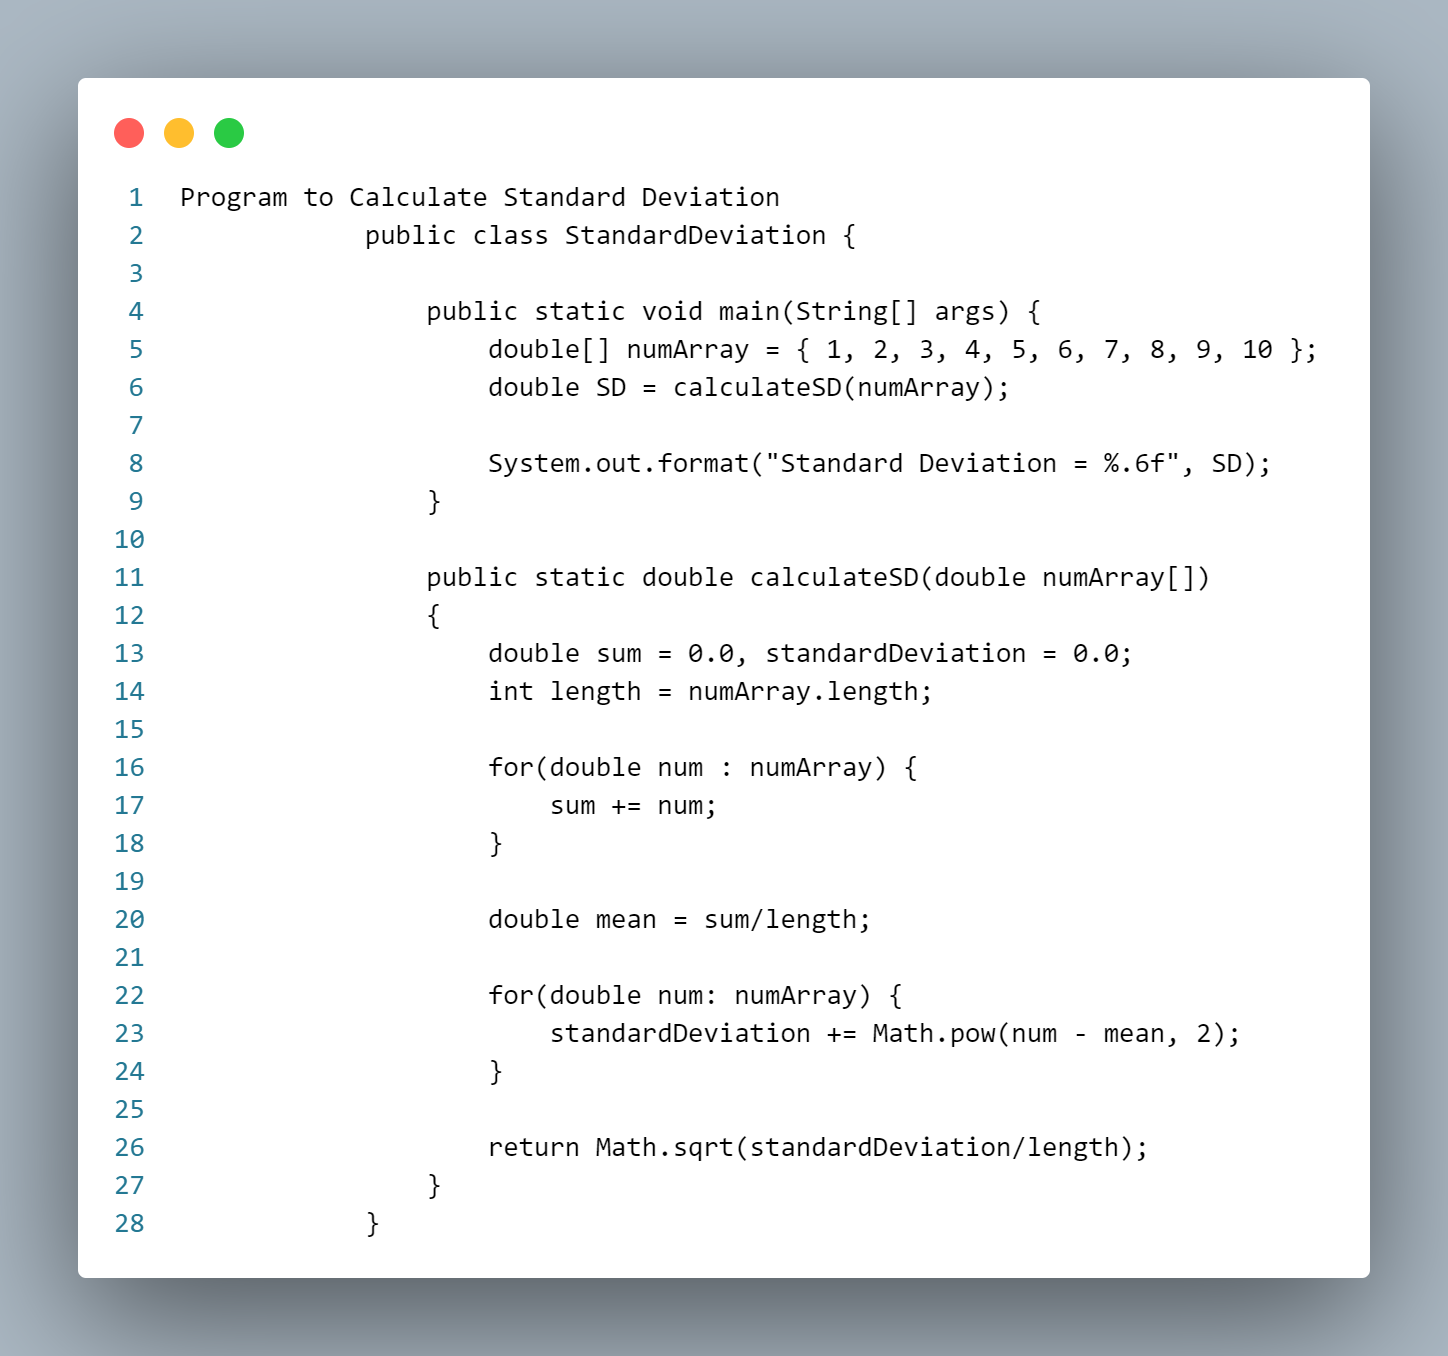 1 Program to Calculate Standard Deviation
2             public class StandardDeviation {
3
4                 public static void main(String[] args) {
5                     double[] numArray = { 1, 2, 3, 4, 5, 6, 7, 8, 9, 10 };
6                     double SD = calculateSD(numArray);
7
8                     System.out.format("Standard Deviation = %.6f", SD);
9                 }
10
11                 public static double calculateSD(double numArray[])
12                 {
13                     double sum = 0.0, standardDeviation = 0.0;
14                     int length = numArray.length;
15
16                     for(double num : numArray) {
17                         sum += num;
18                     }
19
20                     double mean = sum/length;
21
22                     for(double num: numArray) {
23                         standardDeviation += Math.pow(num - mean, 2);
24                     }
25
26                     return Math.sqrt(standardDeviation/length);
27                 }
28             }